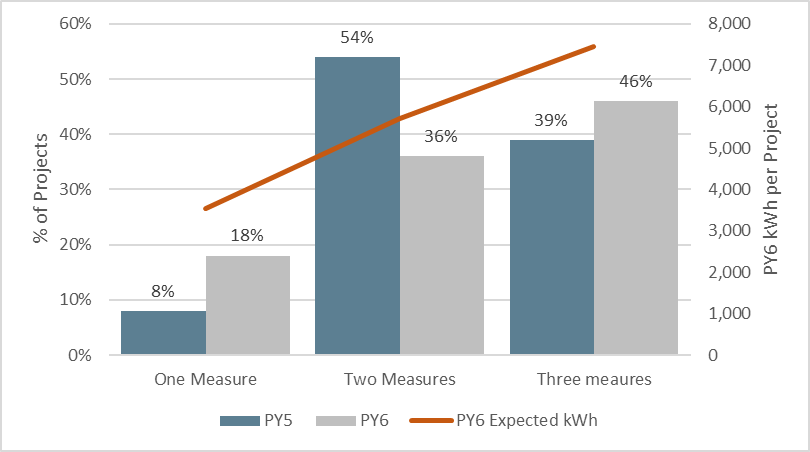 60%
50%
40%
30%
20%
10%
0%
% of Projects
8,000
7,000
6,000
5,000
4,000
3,000
2,000
1,000
0
PY6 kWh per Project
8%
18%
54%
36%
39%
46%
One Measure
Two Measures
Three meaures
PY5
PY6
PY6 Expected kWh